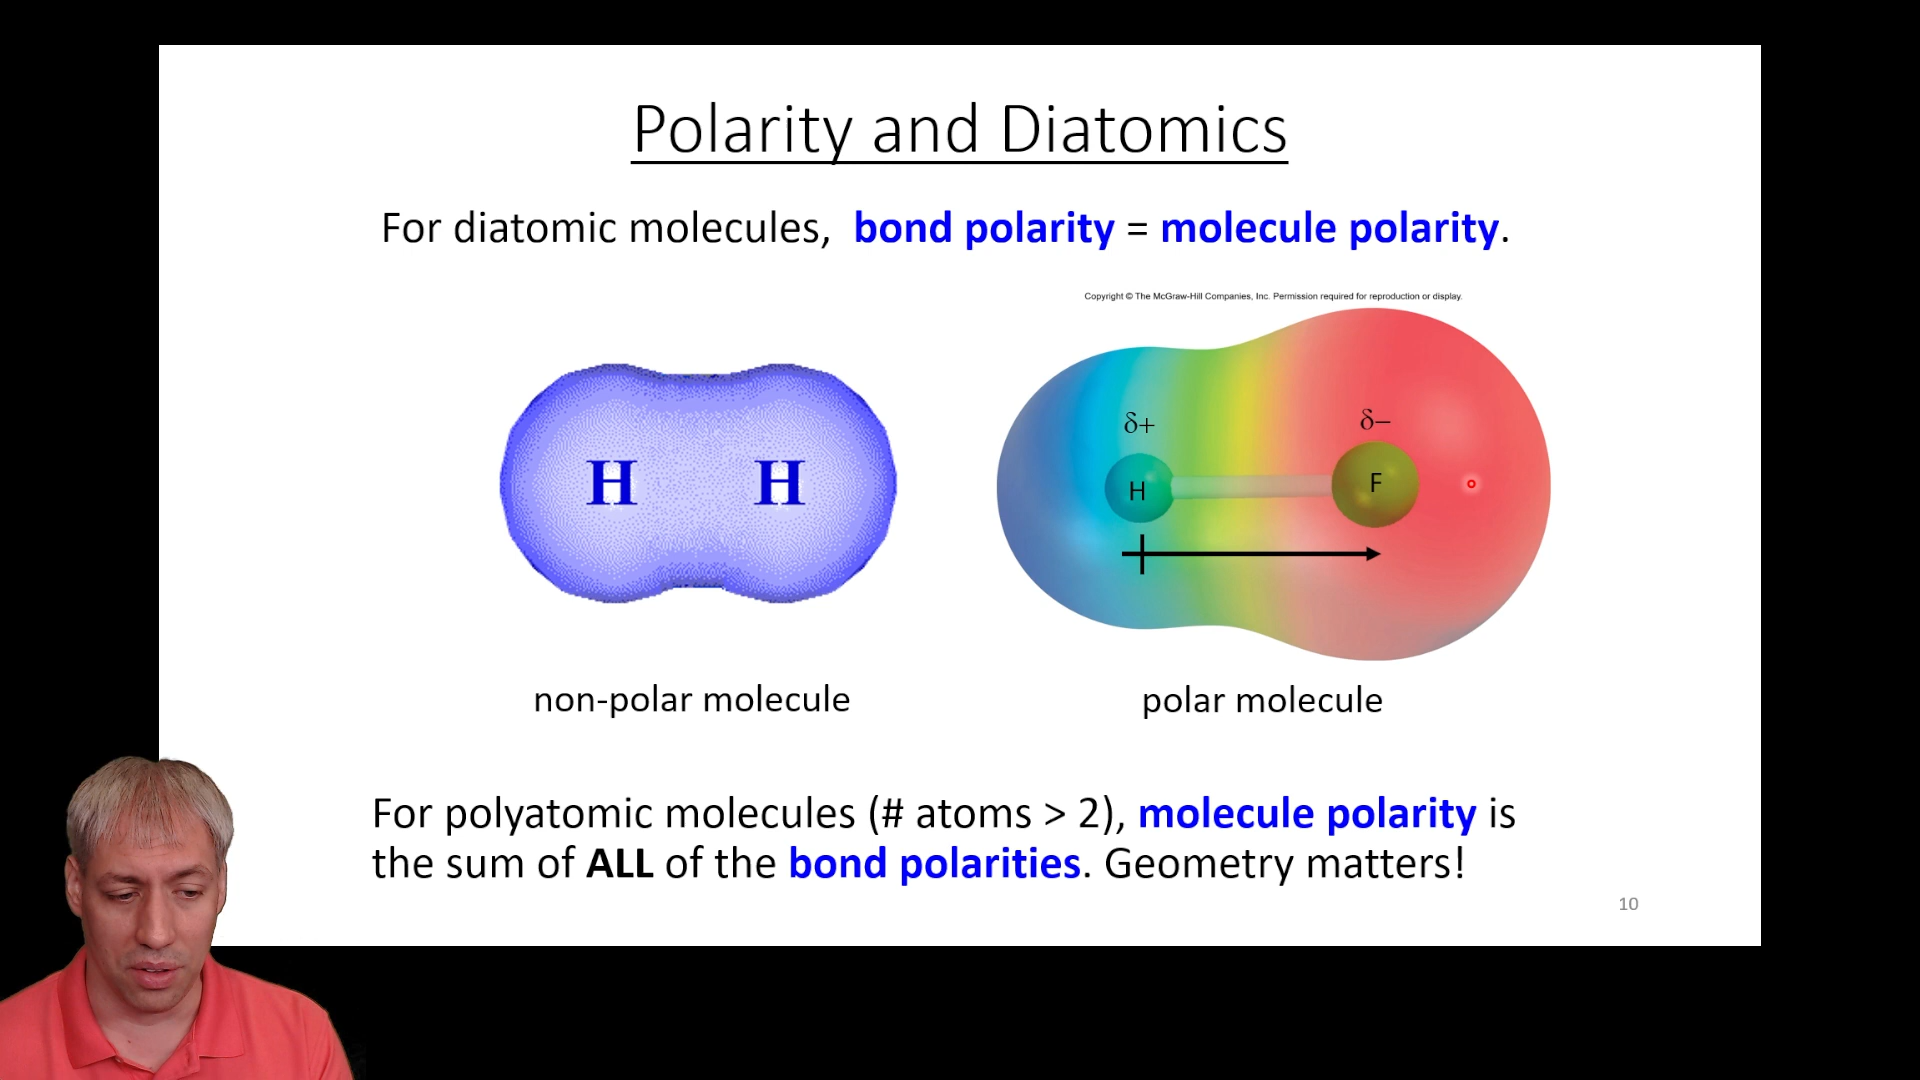 Polarity and Diatomics
For diatomic molecules, bond polarity = molecule polarity.
Copyright © The McGraw-Hill Companies, Inc. Permission required for reproduction or display.
H H
δ+ δ−
H F
non-polar molecule
polar molecule
For polyatomic molecules (# atoms > 2), molecule polarity is
the sum of ALL of the bond polarities. Geometry matters!
10